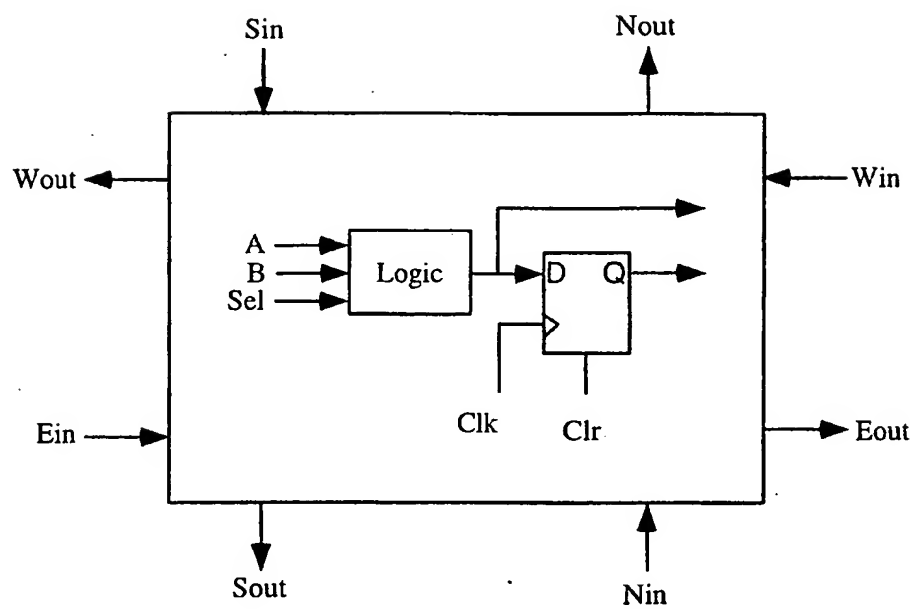 Sin
Nout
Wout
Win
A
B
Sel
Logic
D
Q
Clk
Clr
Ein
Eout
Sout
Nin